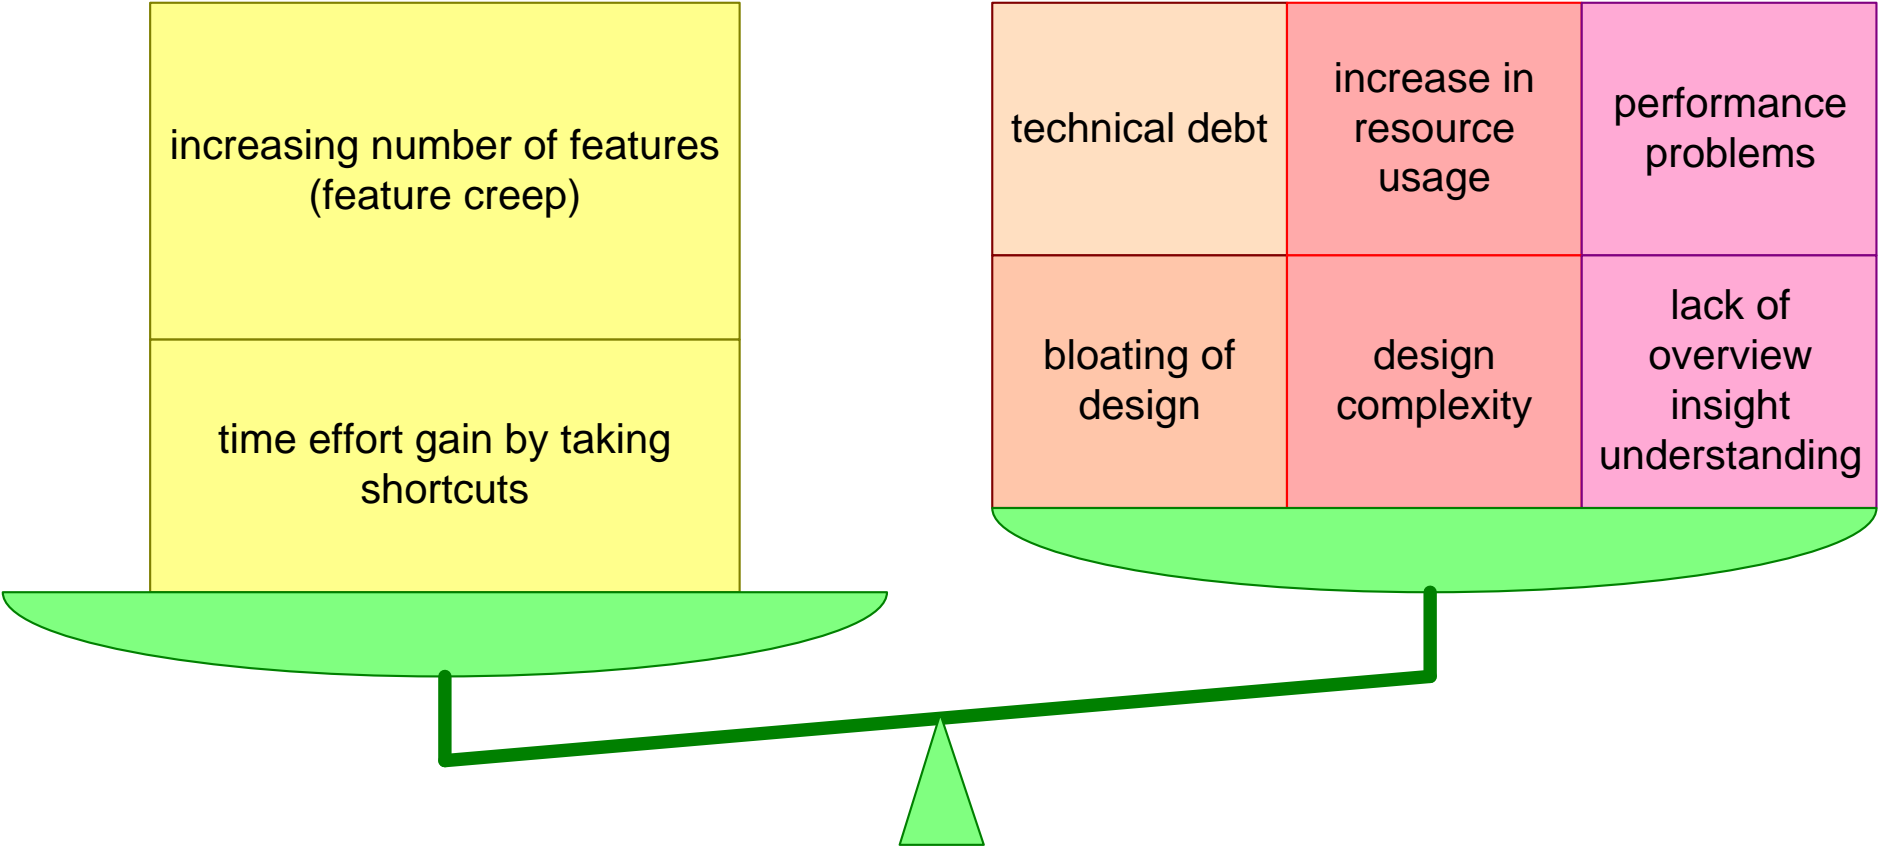 increasing number of features
(feature creep)
time effort gain by taking
shortcuts
technical debt
increase in
resource
usage
performance
problems
bloating of
design
design
complexity
lack of
overview
insight
understanding